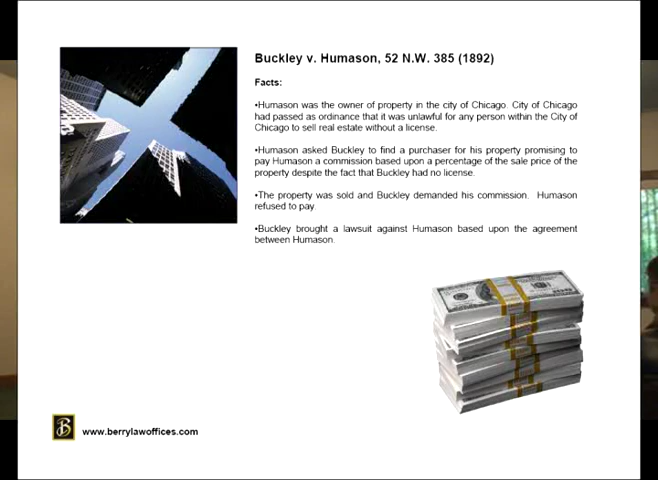 Buckley v. Humason, 52 N.W. 385 (1892)
Facts:
•Humason was the owner of property in the city of Chicago. City of Chicago
had passed as ordinance that it was unlawful for any person within the City of
Chicago to sell real estate without a license.
•Humason asked Buckley to find a purchaser for his property promising to
pay Humason a commission based upon a percentage of the sale price of the
property despite the fact that Buckley had no license.
•The property was sold and Buckley demanded his commission. Humason
refused to pay.
•Buckley brought a lawsuit against Humason based upon the agreement
between Humason.
B www.berrylawoffices.com